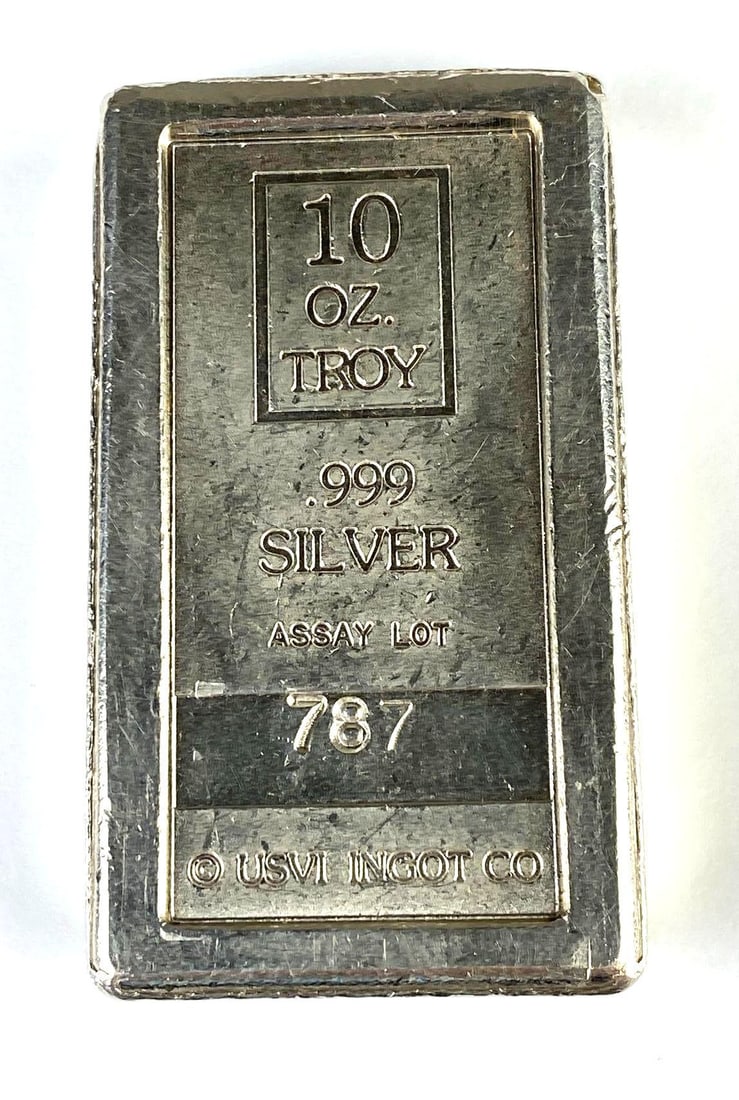 10
OZ.
TROY
.999
SILVER
ASSAY LOT
787
© USVI INGOT CO